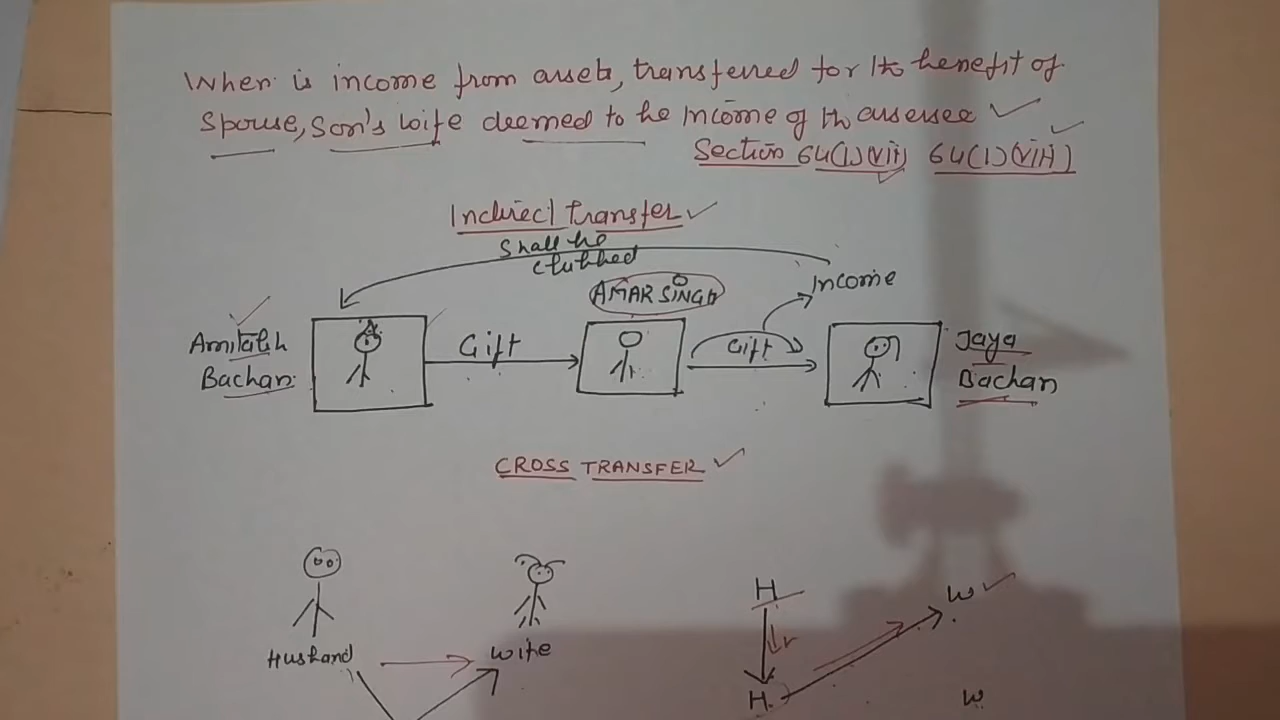 When is income from assets, transferred for the benefit of
Spouse, Son's wife deemed to be Income of the assessee
Section 64(1)(vii) 64(1)(viii)
Indirect transfer
Shall be
clubbed
Income
AMAR SINGH
Amitabh
Bachan
Gift
Gift
Jaya
Bachan
CROSS TRANSFER
Husband
wife
H
W
H
W